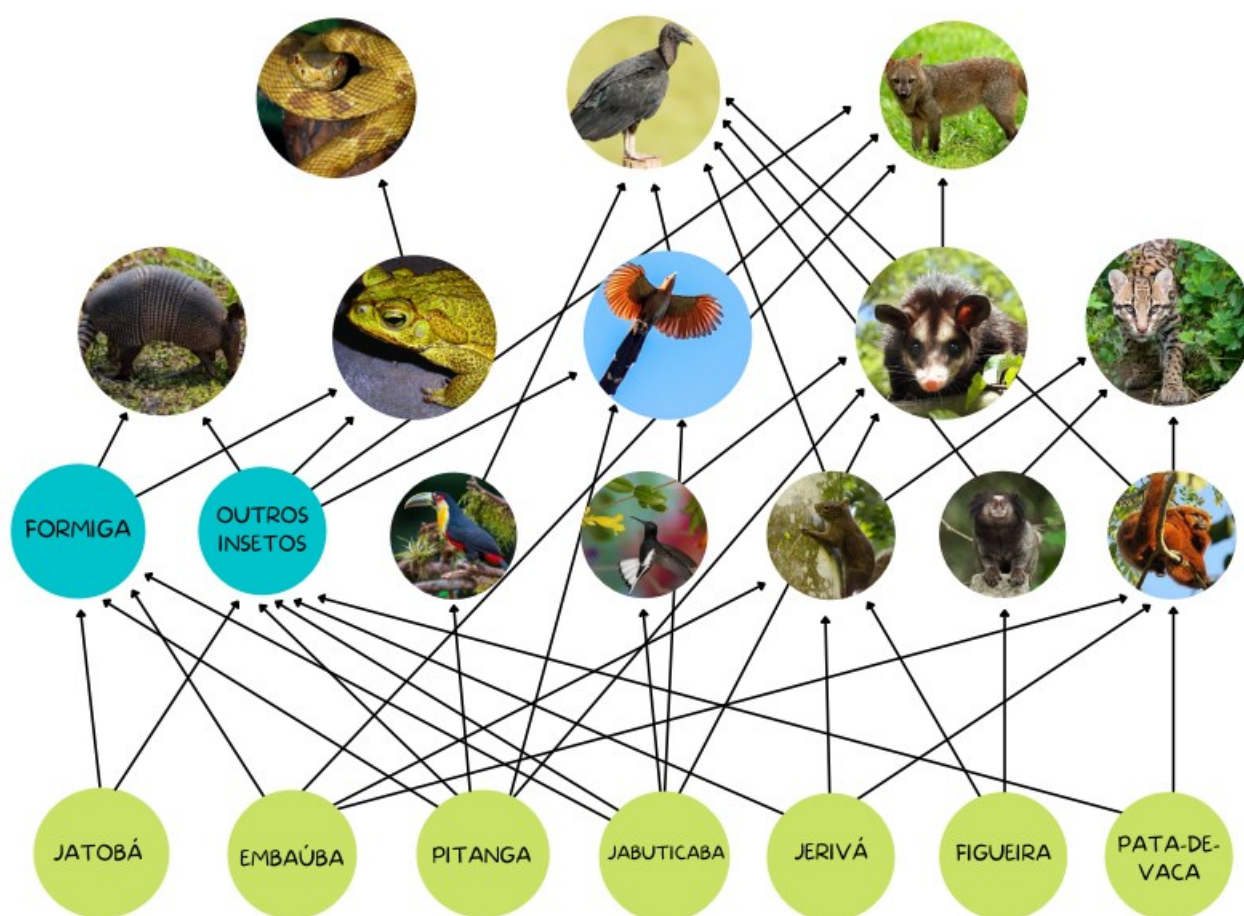 FORMIGA
OUTROS
INSETOS
JATOBÁ
EMBAÚBA
PITANGA
JABUTICABA
JERIVÁ
FIGUEIRA
PATA-DE-
VACA